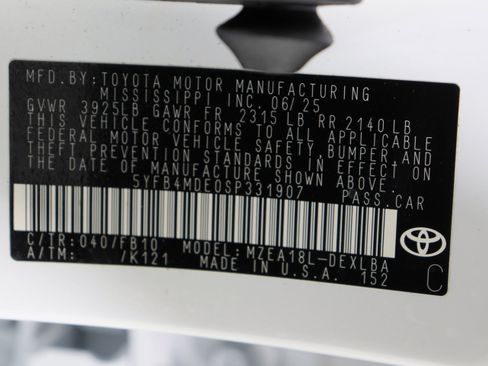 MFD.BY:TOYOTA MOTOR MANUFACTURING
MISSISSIPPI INC. 06/25
GVWR 3925LB GAWR FR 2315 LB RR 2140 LB
THIS VEHICLE CONFORMS TO ALL APPLICABLE
FEDERAL MOTOR VEHICLE SAFETY, BUMPER, AND
THEFT PREVENTION STANDARDS IN EFFECT ON
THE DATE OF MANUFACTURE SHOWN ABOVE.
5YFB4MDE0SP331907 PASS.CAR
C/TR: 040/FB10 MODEL: MZEA18L-DEXLBA
A/TM: /K121 MADE IN U.S.A. 152
C